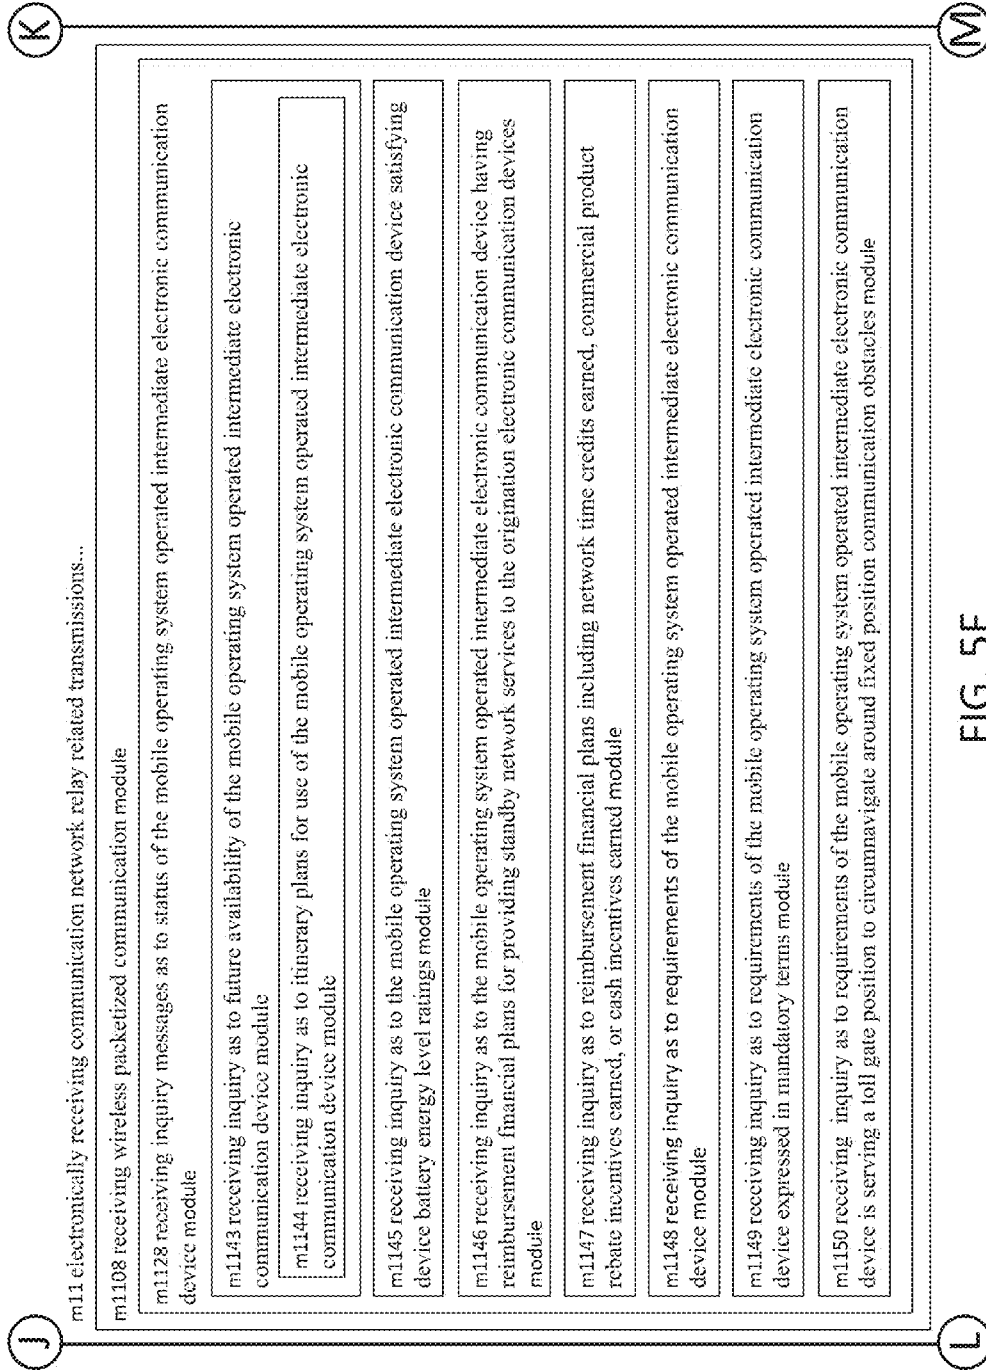 J
K
m11 electronically receiving communication network relay related transmissions...
m1108 receiving wireless packetized communication module
m1128 receiving inquiry messages as to status of the mobile operating system operated intermediate electronic communication
device module
m1143 receiving inquiry as to future availability of the mobile operating system operated intermediate electronic
communication device module
m1144 receiving inquiry as to itinerary plans for use of the mobile operating system operated intermediate electronic
communication device module
m1145 receiving inquiry as to the mobile operating system operated intermediate electronic communication device satisfying
device battery energy level ratings module
m1146 receiving inquiry as to the mobile operating system operated intermediate electronic communication device having
reimbursement financial plans for providing standby network services to the origination electronic communication devices
module
m1147 receiving inquiry as to reimbursement financial plans including network time credits earned, commercial product
rebate incentives earned, or cash incentives earned module
m1148 receiving inquiry as to requirements of the mobile operating system operated intermediate electronic communication
device module
m1149 receiving inquiry as to requirements of the mobile operating system operated intermediate electronic communication
device expressed in mandatory terms module
m1150 receiving inquiry as to requirements of the mobile operating system operated intermediate electronic communication
device is serving a toll gate position to circumnavigate around fixed position communication obstacles module
L
M